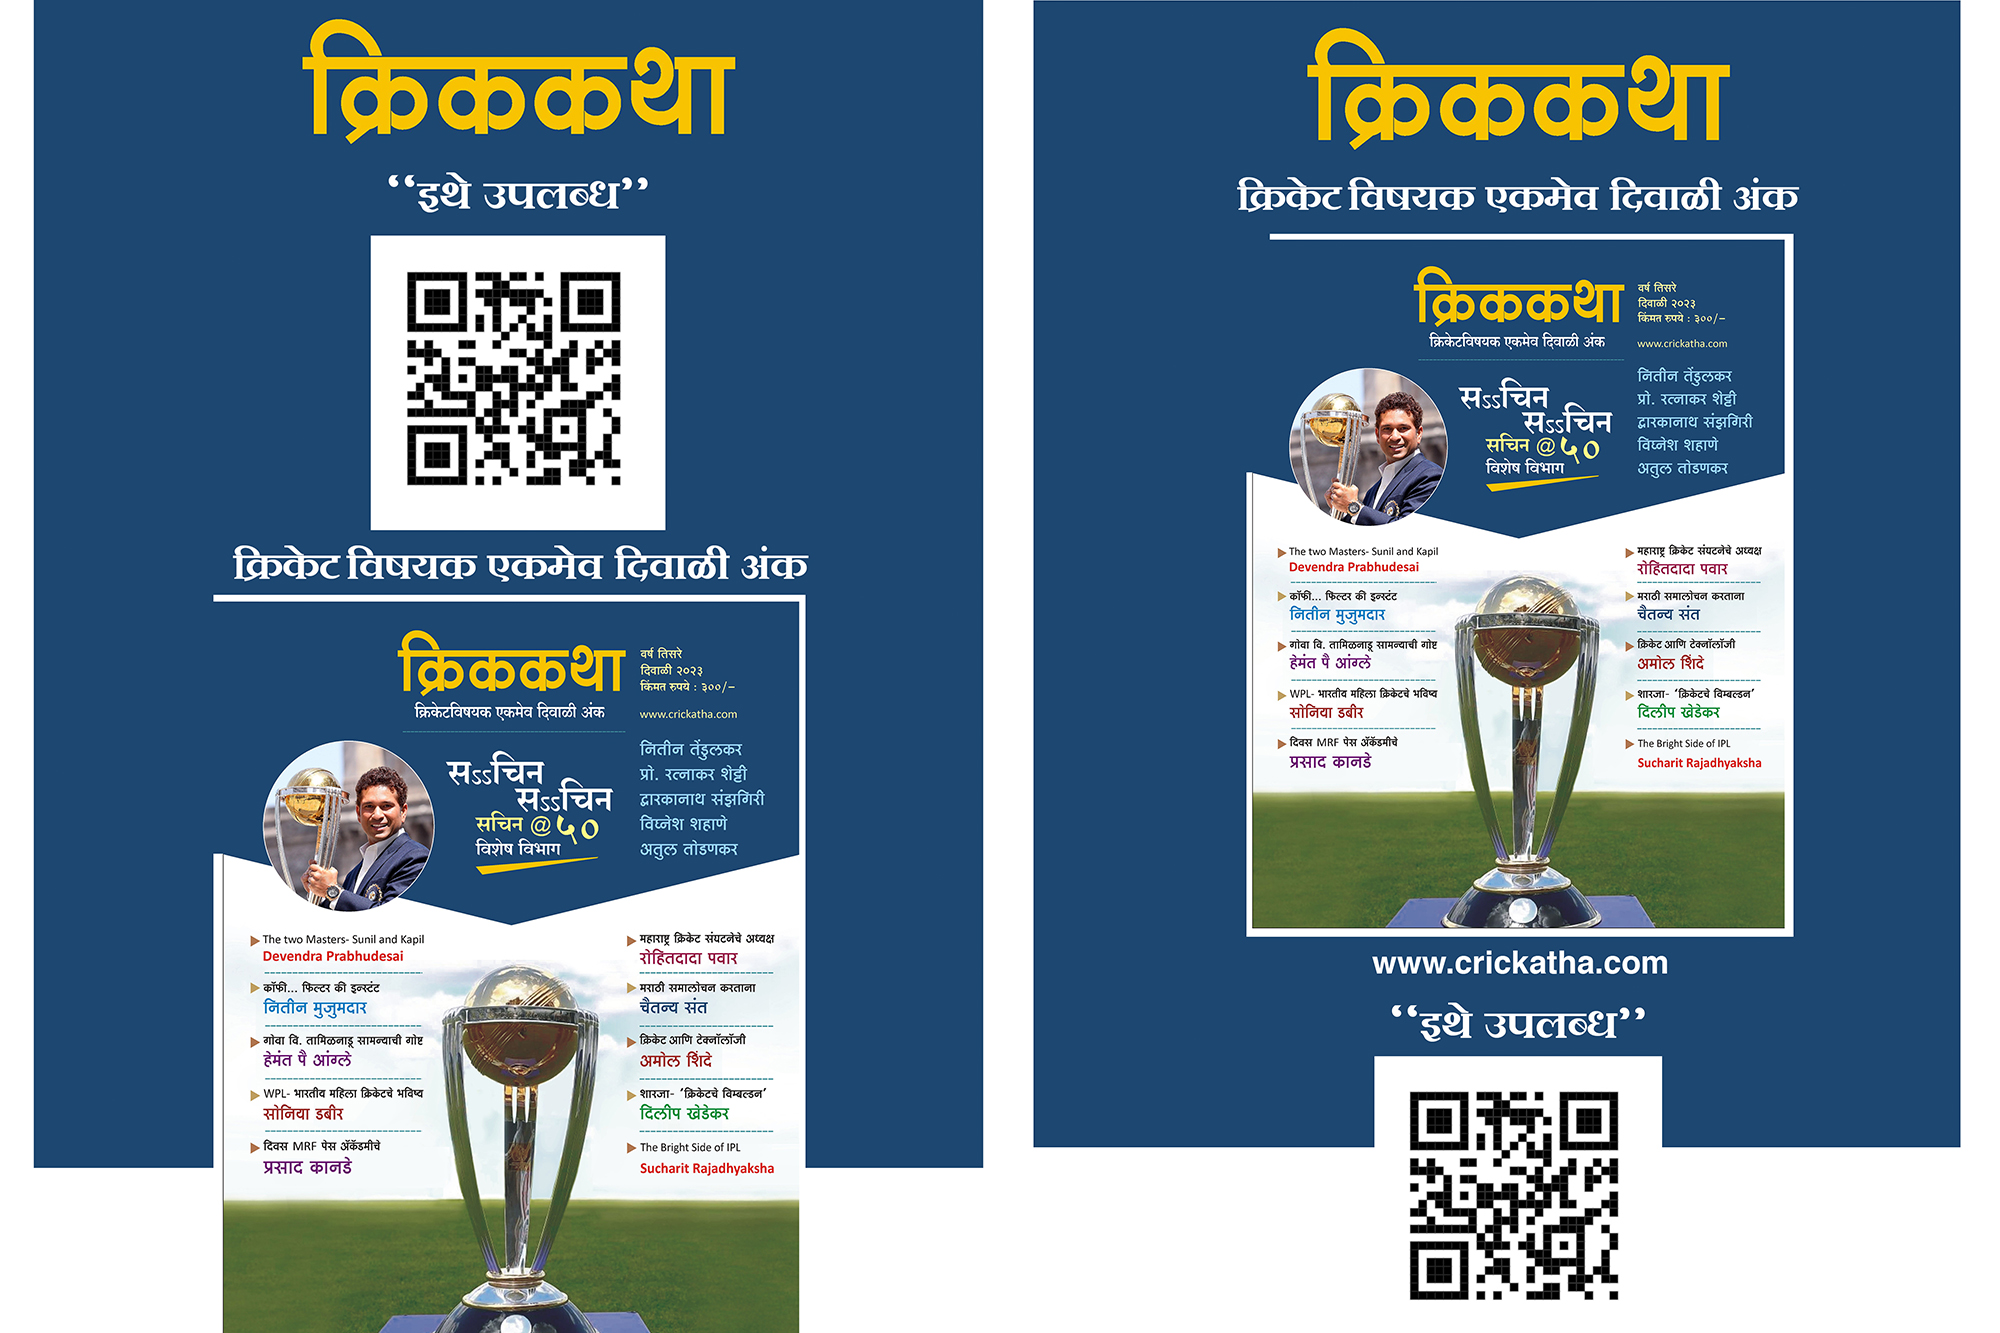 क्रिककथा
“इथे उपलब्ध”
क्रिकेट विषयक एकमेव दिवाळी अंक
क्रिककथा
क्रिकेटविषयक एकमेव दिवाळी अंक
वर्ष तिसरे
दिवाळी २०२३
किंमत रुपये : ३००/–
www.crickatha.com
सऽऽचिन
सऽऽचिन
सचिन @ ५०
विशेष विभाग
नितीन तेंडुलकर
प्रो. रत्नाकर शेट्टी
द्वारकानाथ संझगिरी
विघ्नेश शहाणे
अतुल तोडणकर
The two Masters- Sunil and Kapil
Devendra Prabhudesai
कॉफी... फिल्टर की इन्स्टंट
नितीन मुजुमदार
गोवा वि. तामिळनाडू सामन्याची गोष्ट
हेमंत पै आंग्ले
WPL- भारतीय महिला क्रिकेटचे भविष्य
सोनिया डबीर
दिवस MRF पेस अ‍ॅकॅडमीचे
प्रसाद कानडे
महाराष्ट्र क्रिकेट संघटनेचे अध्यक्ष
रोहितदादा पवार
मराठी समालोचन करताना
चैतन्य संत
क्रिकेट आणि टेक्नॉलॉजी
अमोल शिंदे
शारजा- ‘क्रिकेटचे विम्बल्डन’
दिलीप खेडेकर
The Bright Side of IPL
Sucharit Rajadhyaksha
क्रिककथा
क्रिकेट विषयक एकमेव दिवाळी अंक
क्रिककथा
क्रिकेटविषयक एकमेव दिवाळी अंक
वर्ष तिसरे
दिवाळी २०२३
किंमत रुपये : ३००/–
www.crickatha.com
सऽऽचिन
सऽऽचिन
सचिन @ ५०
विशेष विभाग
नितीन तेंडुलकर
प्रो. रत्नाकर शेट्टी
द्वारकानाथ संझगिरी
विघ्नेश शहाणे
अतुल तोडणकर
The two Masters- Sunil and Kapil
Devendra Prabhudesai
कॉफी... फिल्टर की इन्स्टंट
नितीन मुजुमदार
गोवा वि. तामिळनाडू सामन्याची गोष्ट
हेमंत पै आंग्ले
WPL- भारतीय महिला क्रिकेटचे भविष्य
सोनिया डबीर
दिवस MRF पेस अ‍ॅकॅडमीचे
प्रसाद कानडे
महाराष्ट्र क्रिकेट संघटनेचे अध्यक्ष
रोहितदादा पवार
मराठी समालोचन करताना
चैतन्य संत
क्रिकेट आणि टेक्नॉलॉजी
अमोल शिंदे
शारजा- ‘क्रिकेटचे विम्बल्डन’
दिलीप खेडेकर
The Bright Side of IPL
Sucharit Rajadhyaksha
www.crickatha.com
“इथे उपलब्ध”